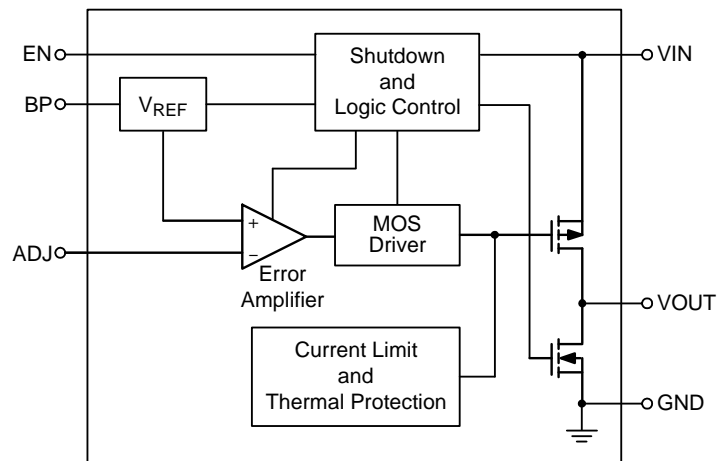 EN
BP
ADJ
VREF
Shutdown
and
Logic Control
+
−
Error
Amplifier
MOS
Driver
Current Limit
and
Thermal Protection
VIN
VOUT
GND